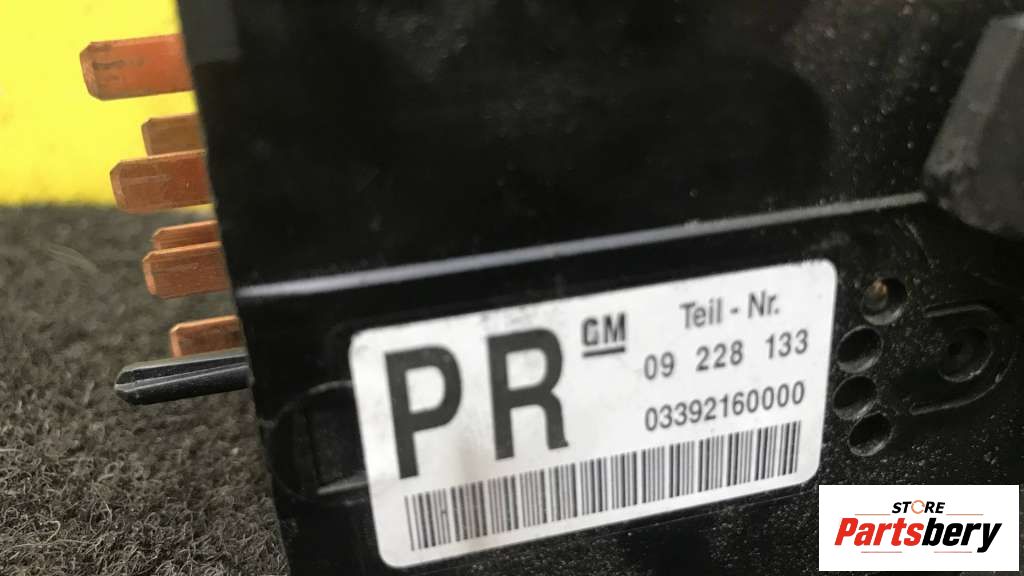 PR
GM
Teil - Nr.
09 228 133
03392160000
STORE
Partsbery